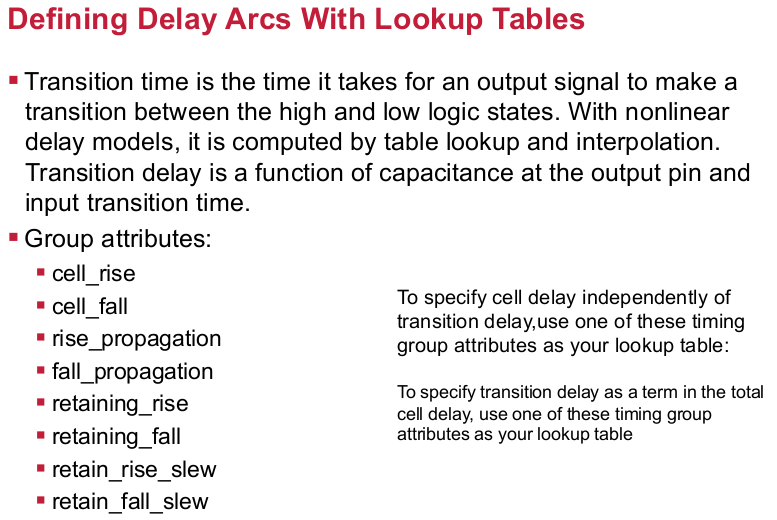 Defining Delay Arcs With Lookup Tables
▪ Transition time is the time it takes for an output signal to make a
transition between the high and low logic states. With nonlinear
delay models, it is computed by table lookup and interpolation.
Transition delay is a function of capacitance at the output pin and
input transition time.
▪ Group attributes:
▪ cell_rise
▪ cell_fall
▪ rise_propagation
▪ fall_propagation
▪ retaining_rise
▪ retaining_fall
▪ retain_rise_slew
▪ retain_fall_slew
To specify cell delay independently of
transition delay,use one of these timing
group attributes as your lookup table:
To specify transition delay as a term in the total
cell delay, use one of these timing group
attributes as your lookup table